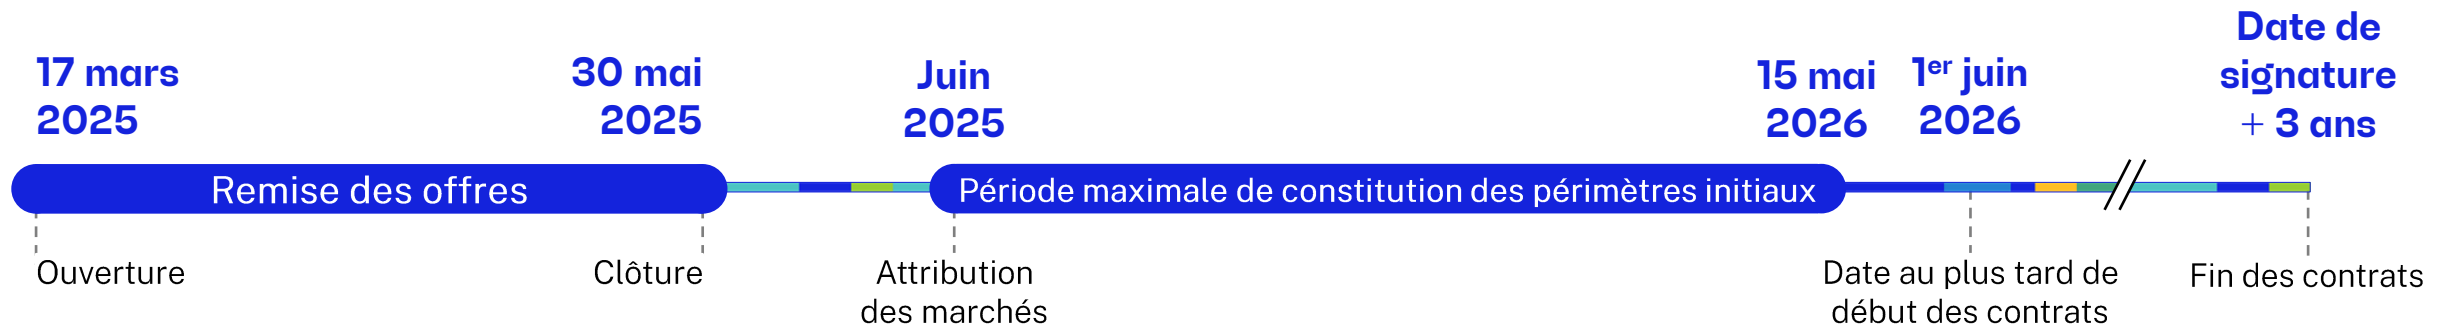 17 mars
2025
30 mai
2025
Juin
2025
15 mai
2026
1er juin
2026
Date de
signature
+ 3 ans
Remise des offres
Période maximale de constitution des périmètres initiaux
Ouverture
Clôture
Attribution
des marchés
Date au plus tard de
début des contrats
Fin des contrats